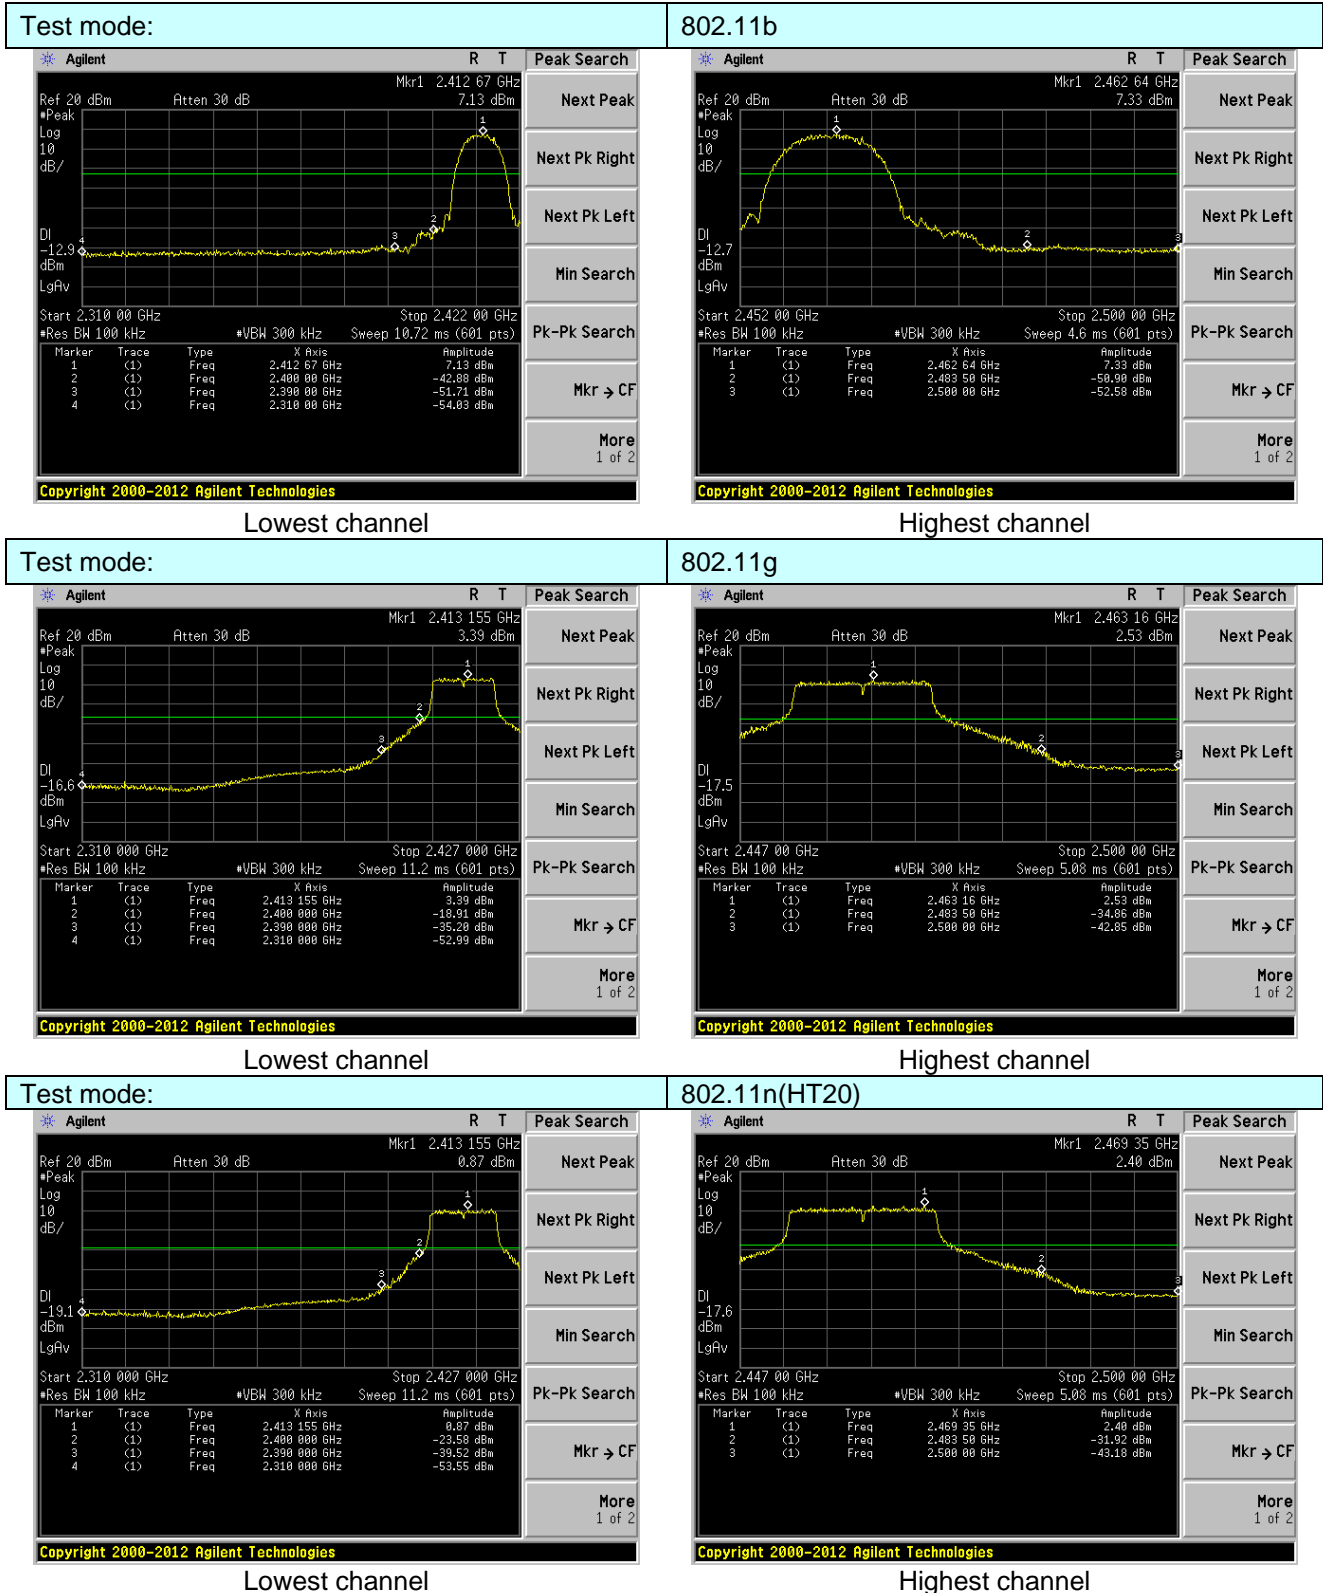 Test mode: 802.11b
Agilent R T Peak Search
Mkr1 2.412 67 GHz
Ref 20 dBm Atten 30 dB 7.13 dBm
#Peak
Log
10
dB/
1
2
3
4
DI
-12.9
dBm
LgAv
Start 2.310 00 GHz Stop 2.422 00 GHz
#Res BW 100 kHz #VBW 300 kHz Sweep 10.72 ms (601 pts)
Marker Trace Type X Axis Amplitude
1 (1) Freq 2.412 67 GHz 7.13 dBm
2 (1) Freq 2.400 00 GHz -42.88 dBm
3 (1) Freq 2.390 00 GHz -51.71 dBm
4 (1) Freq 2.310 00 GHz -54.03 dBm
Next Peak
Next Pk Right
Next Pk Left
Min Search
Pk-Pk Search
Mkr → CF
More
1 of 2
Copyright 2000-2012 Agilent Technologies
Lowest channel
Agilent R T Peak Search
Mkr1 2.462 64 GHz
Ref 20 dBm Atten 30 dB 7.33 dBm
#Peak
Log
10
dB/
1
2
3
DI
-12.7
dBm
LgAv
Start 2.452 00 GHz Stop 2.500 00 GHz
#Res BW 100 kHz #VBW 300 kHz Sweep 4.6 ms (601 pts)
Marker Trace Type X Axis Amplitude
1 (1) Freq 2.462 64 GHz 7.33 dBm
2 (1) Freq 2.483 50 GHz -50.90 dBm
3 (1) Freq 2.500 00 GHz -52.58 dBm
Next Peak
Next Pk Right
Next Pk Left
Min Search
Pk-Pk Search
Mkr → CF
More
1 of 2
Copyright 2000-2012 Agilent Technologies
Highest channel
Test mode: 802.11g
Agilent R T Peak Search
Mkr1 2.413 155 GHz
Ref 20 dBm Atten 30 dB 3.39 dBm
#Peak
Log
10
dB/
1
2
3
4
DI
-16.6
dBm
LgAv
Start 2.310 000 GHz Stop 2.427 000 GHz
#Res BW 100 kHz #VBW 300 kHz Sweep 11.2 ms (601 pts)
Marker Trace Type X Axis Amplitude
1 (1) Freq 2.413 155 GHz 3.39 dBm
2 (1) Freq 2.400 000 GHz -18.91 dBm
3 (1) Freq 2.390 000 GHz -35.20 dBm
4 (1) Freq 2.310 000 GHz -52.99 dBm
Next Peak
Next Pk Right
Next Pk Left
Min Search
Pk-Pk Search
Mkr → CF
More
1 of 2
Copyright 2000-2012 Agilent Technologies
Lowest channel
Agilent R T Peak Search
Mkr1 2.463 16 GHz
Ref 20 dBm Atten 30 dB 2.53 dBm
#Peak
Log
10
dB/
1
2
3
DI
-17.5
dBm
LgAv
Start 2.447 00 GHz Stop 2.500 00 GHz
#Res BW 100 kHz #VBW 300 kHz Sweep 5.08 ms (601 pts)
Marker Trace Type X Axis Amplitude
1 (1) Freq 2.463 16 GHz 2.53 dBm
2 (1) Freq 2.483 50 GHz -34.86 dBm
3 (1) Freq 2.500 00 GHz -42.85 dBm
Next Peak
Next Pk Right
Next Pk Left
Min Search
Pk-Pk Search
Mkr → CF
More
1 of 2
Copyright 2000-2012 Agilent Technologies
Highest channel
Test mode: 802.11n(HT20)
Agilent R T Peak Search
Mkr1 2.413 155 GHz
Ref 20 dBm Atten 30 dB 0.87 dBm
#Peak
Log
10
dB/
1
2
3
4
DI
-19.1
dBm
LgAv
Start 2.310 000 GHz Stop 2.427 000 GHz
#Res BW 100 kHz #VBW 300 kHz Sweep 11.2 ms (601 pts)
Marker Trace Type X Axis Amplitude
1 (1) Freq 2.413 155 GHz 0.87 dBm
2 (1) Freq 2.400 000 GHz -23.58 dBm
3 (1) Freq 2.390 000 GHz -39.52 dBm
4 (1) Freq 2.310 000 GHz -53.55 dBm
Next Peak
Next Pk Right
Next Pk Left
Min Search
Pk-Pk Search
Mkr → CF
More
1 of 2
Copyright 2000-2012 Agilent Technologies
Lowest channel
Agilent R T Peak Search
Mkr1 2.469 35 GHz
Ref 20 dBm Atten 30 dB 2.40 dBm
#Peak
Log
10
dB/
1
2
3
DI
-17.6
dBm
LgAv
Start 2.447 00 GHz Stop 2.500 00 GHz
#Res BW 100 kHz #VBW 300 kHz Sweep 5.08 ms (601 pts)
Marker Trace Type X Axis Amplitude
1 (1) Freq 2.469 35 GHz 2.40 dBm
2 (1) Freq 2.483 50 GHz -31.92 dBm
3 (1) Freq 2.500 00 GHz -43.18 dBm
Next Peak
Next Pk Right
Next Pk Left
Min Search
Pk-Pk Search
Mkr → CF
More
1 of 2
Copyright 2000-2012 Agilent Technologies
Highest channel